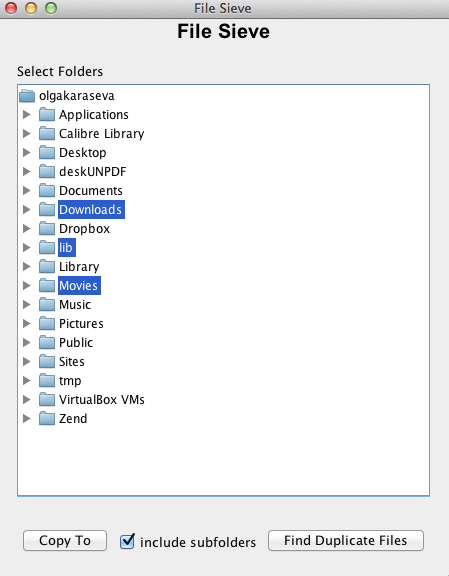 File Sieve
File Sieve
Select Folders
olgakaraseva
Applications
Calibre Library
Desktop
deskUNPDF
Documents
Downloads
Dropbox
lib
Library
Movies
Music
Pictures
Public
Sites
tmp
VirtualBox VMs
Zend
Copy To include subfolders Find Duplicate Files